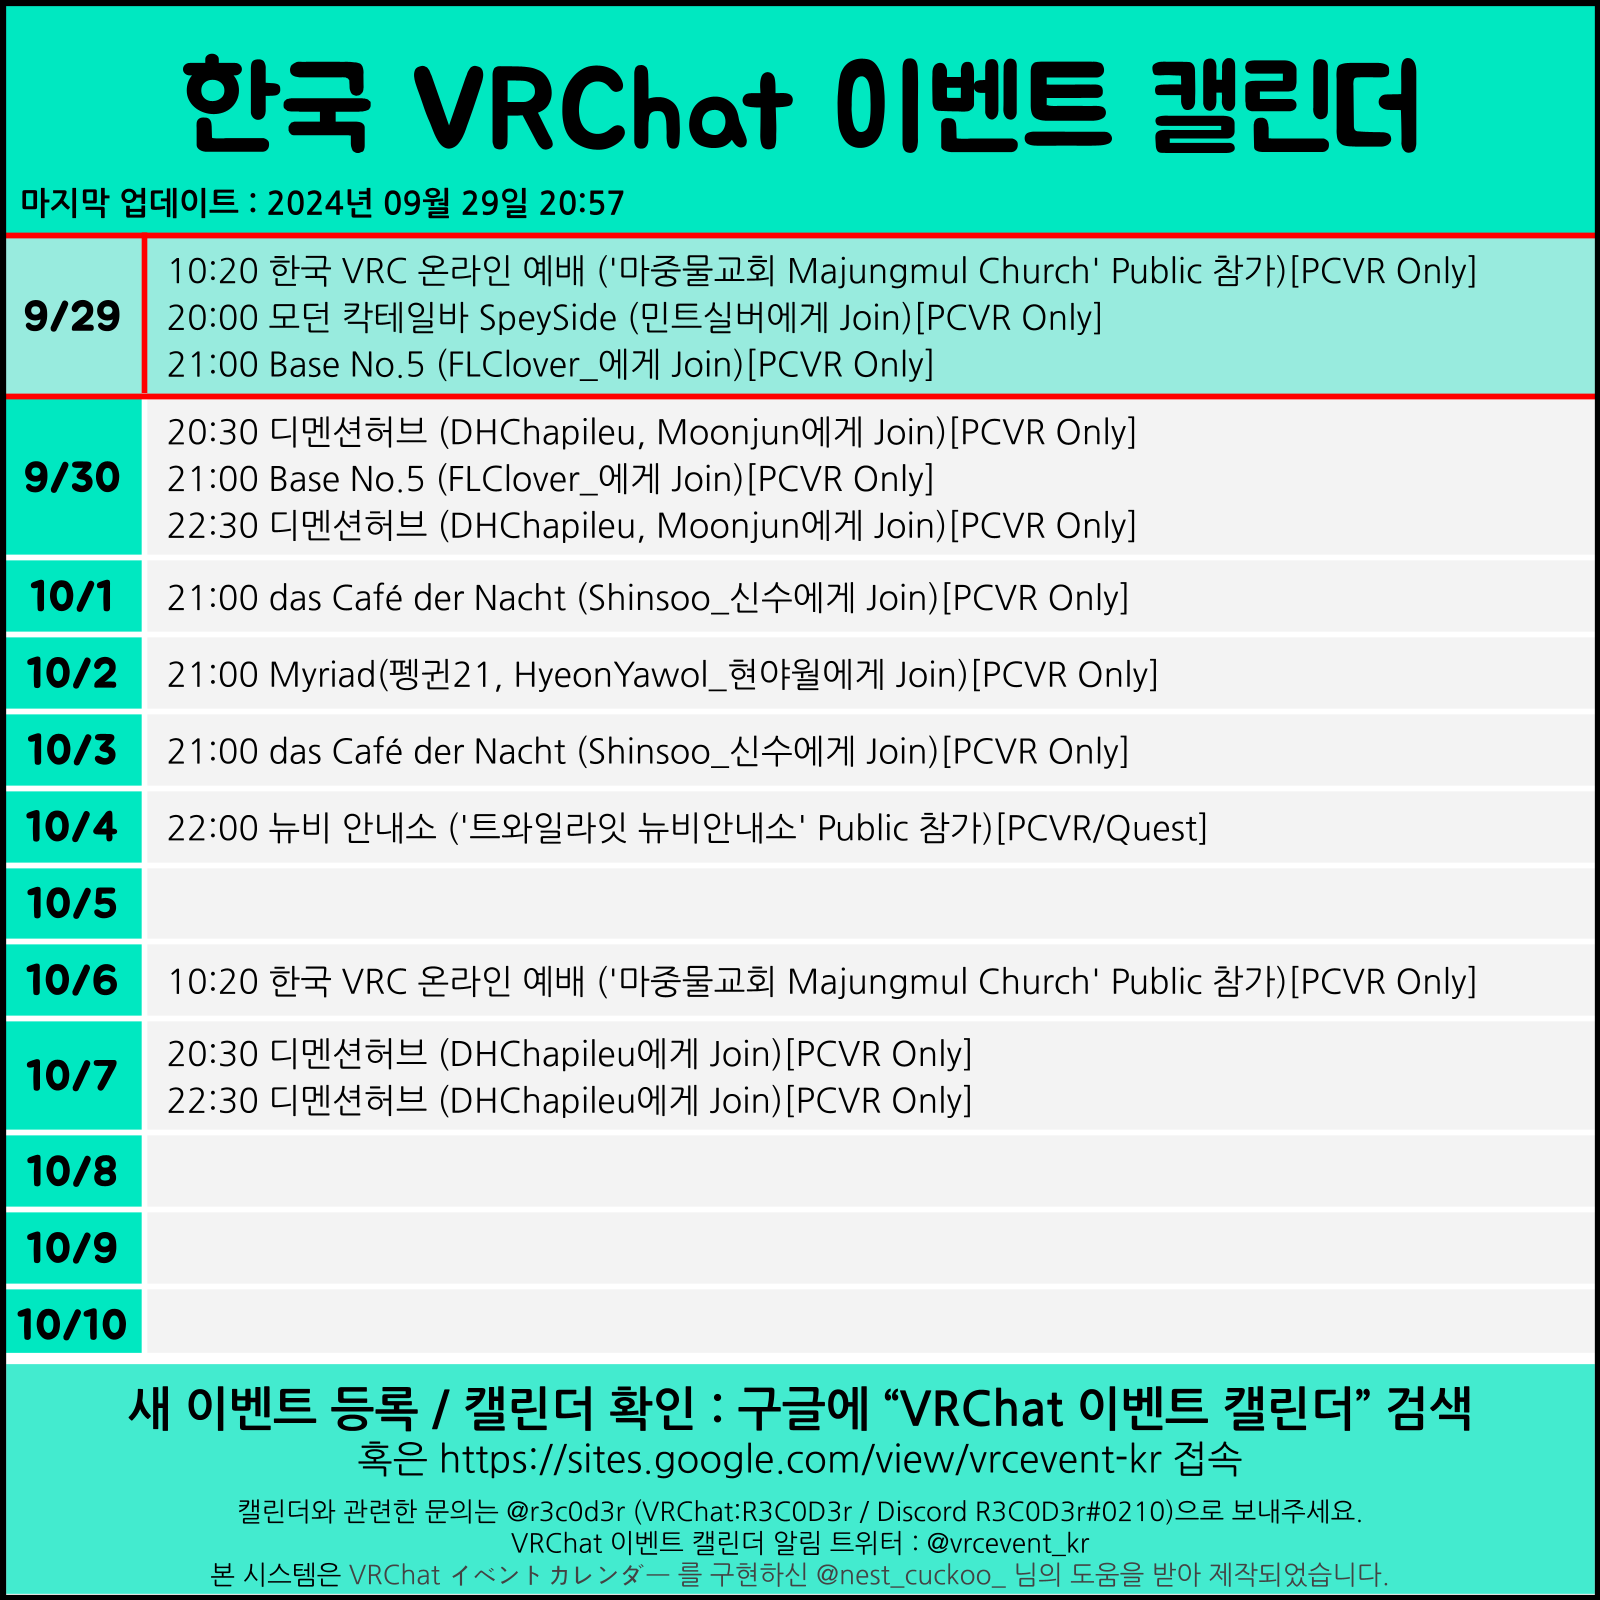 한국 VRChat 이벤트 캘린더
마지막 업데이트 : 2024년 09월 29일 20:57
9/29
10:20 한국 VRC 온라인 예배 ('마중물교회 Majungmul Church' Public 참가)[PCVR Only]
20:00 모던 칵테일바 SpeySide (민트실버에게 Join)[PCVR Only]
21:00 Base No.5 (FLClover_에게 Join)[PCVR Only]
9/30
20:30 디멘션허브 (DHChapileu, Moonjun에게 Join)[PCVR Only]
21:00 Base No.5 (FLClover_에게 Join)[PCVR Only]
22:30 디멘션허브 (DHChapileu, Moonjun에게 Join)[PCVR Only]
10/1
21:00 das Café der Nacht (Shinsoo_신수에게 Join)[PCVR Only]
10/2
21:00 Myriad(펭귄21, HyeonYawol_현야월에게 Join)[PCVR Only]
10/3
21:00 das Café der Nacht (Shinsoo_신수에게 Join)[PCVR Only]
10/4
22:00 뉴비 안내소 ('트와일라잇 뉴비안내소' Public 참가)[PCVR/Quest]
10/5
10/6
10:20 한국 VRC 온라인 예배 ('마중물교회 Majungmul Church' Public 참가)[PCVR Only]
10/7
20:30 디멘션허브 (DHChapileu에게 Join)[PCVR Only]
22:30 디멘션허브 (DHChapileu에게 Join)[PCVR Only]
10/8
10/9
10/10
새 이벤트 등록 / 캘린더 확인 : 구글에 “VRChat 이벤트 캘린더” 검색
혹은 https://sites.google.com/view/vrcevent-kr 접속
캘린더와 관련한 문의는 @r3c0d3r (VRChat:R3C0D3r / Discord R3C0D3r#0210)으로 보내주세요.
VRChat 이벤트 캘린더 알림 트위터 : @vrcevent_kr
본 시스템은 VRChat イベントカレンダー 를 구현하신 @nest_cuckoo_ 님의 도움을 받아 제작되었습니다.